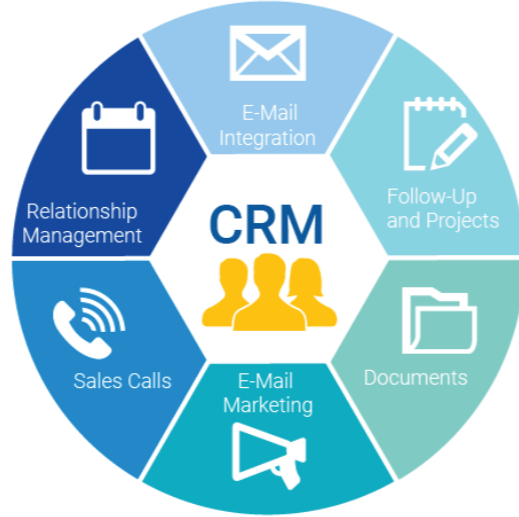 E-Mail
Integration
Follow-Up
and Projects
Relationship
Management
CRM
Sales Calls
E-Mail
Marketing
Documents